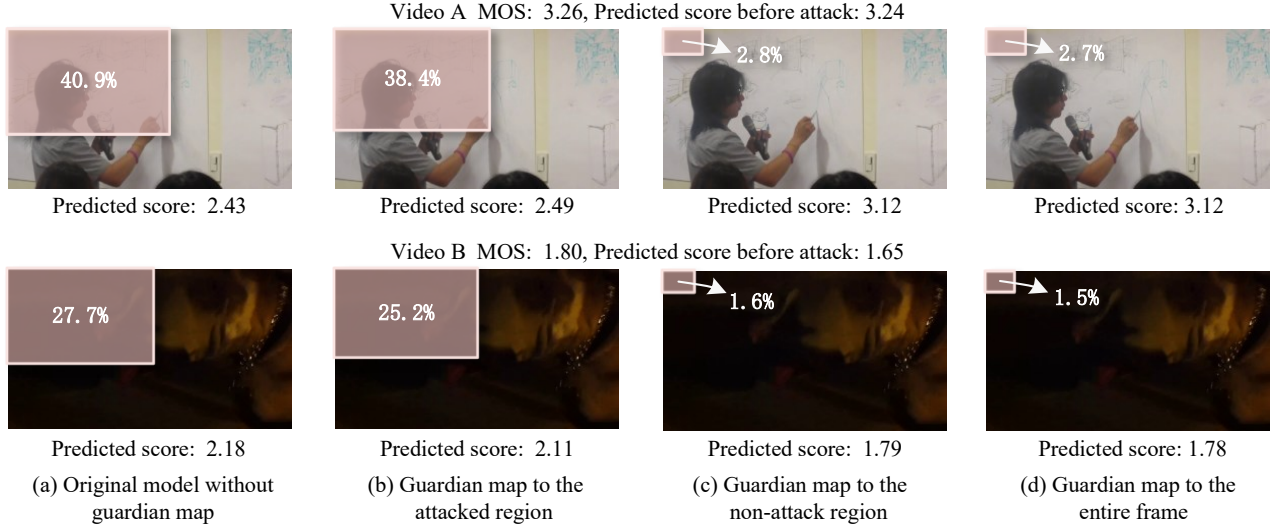 Video A MOS: 3.26, Predicted score before attack: 3.24
40.9%
38.4%
2.8%
2.7%
Predicted score: 2.43
Predicted score: 2.49
Predicted score: 3.12
Predicted score: 3.12
Video B MOS: 1.80, Predicted score before attack: 1.65
27.7%
25.2%
1.6%
1.5%
Predicted score: 2.18
Predicted score: 2.11
Predicted score: 1.79
Predicted score: 1.78
(a) Original model without
guardian map
(b) Guardian map to the
attacked region
(c) Guardian map to the
non-attack region
(d) Guardian map to the
entire frame